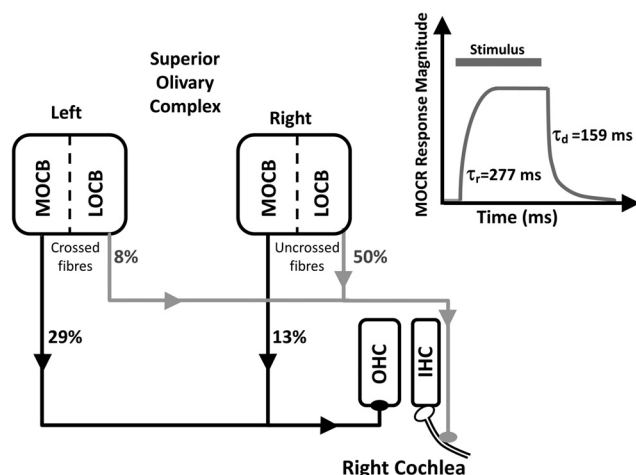 Superior
Olivary
Complex
Left
Right
MOCB
LOCB
MOCB
LOCB
Crossed
fibres
8%
Uncrossed
fibres
50%
29%
13%
OHC
IHC
Right Cochlea
Stimulus
MOCR Response Magnitude
τd =159 ms
τr=277 ms
Time (ms)